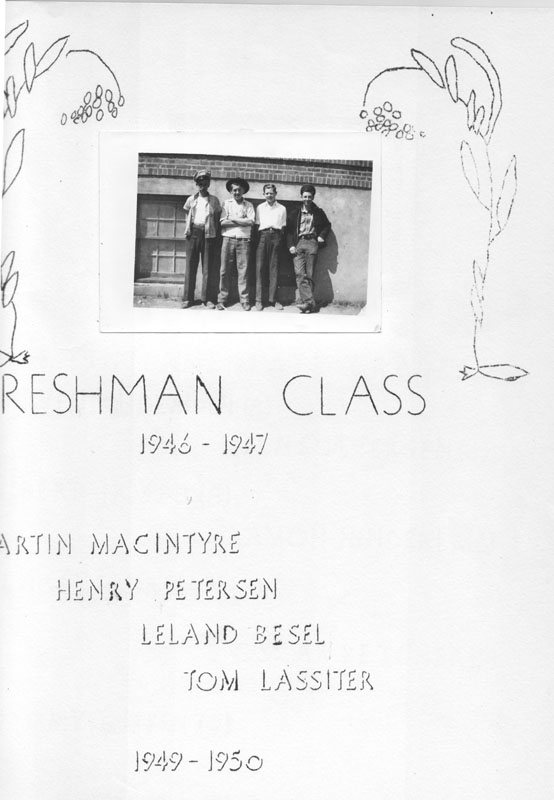 RESHMAN CLASS
1946 - 1947
ARTIN MACINTYRE
HENRY PETERSEN
LELAND BESEL
TOM LASSITER
1949 - 1950